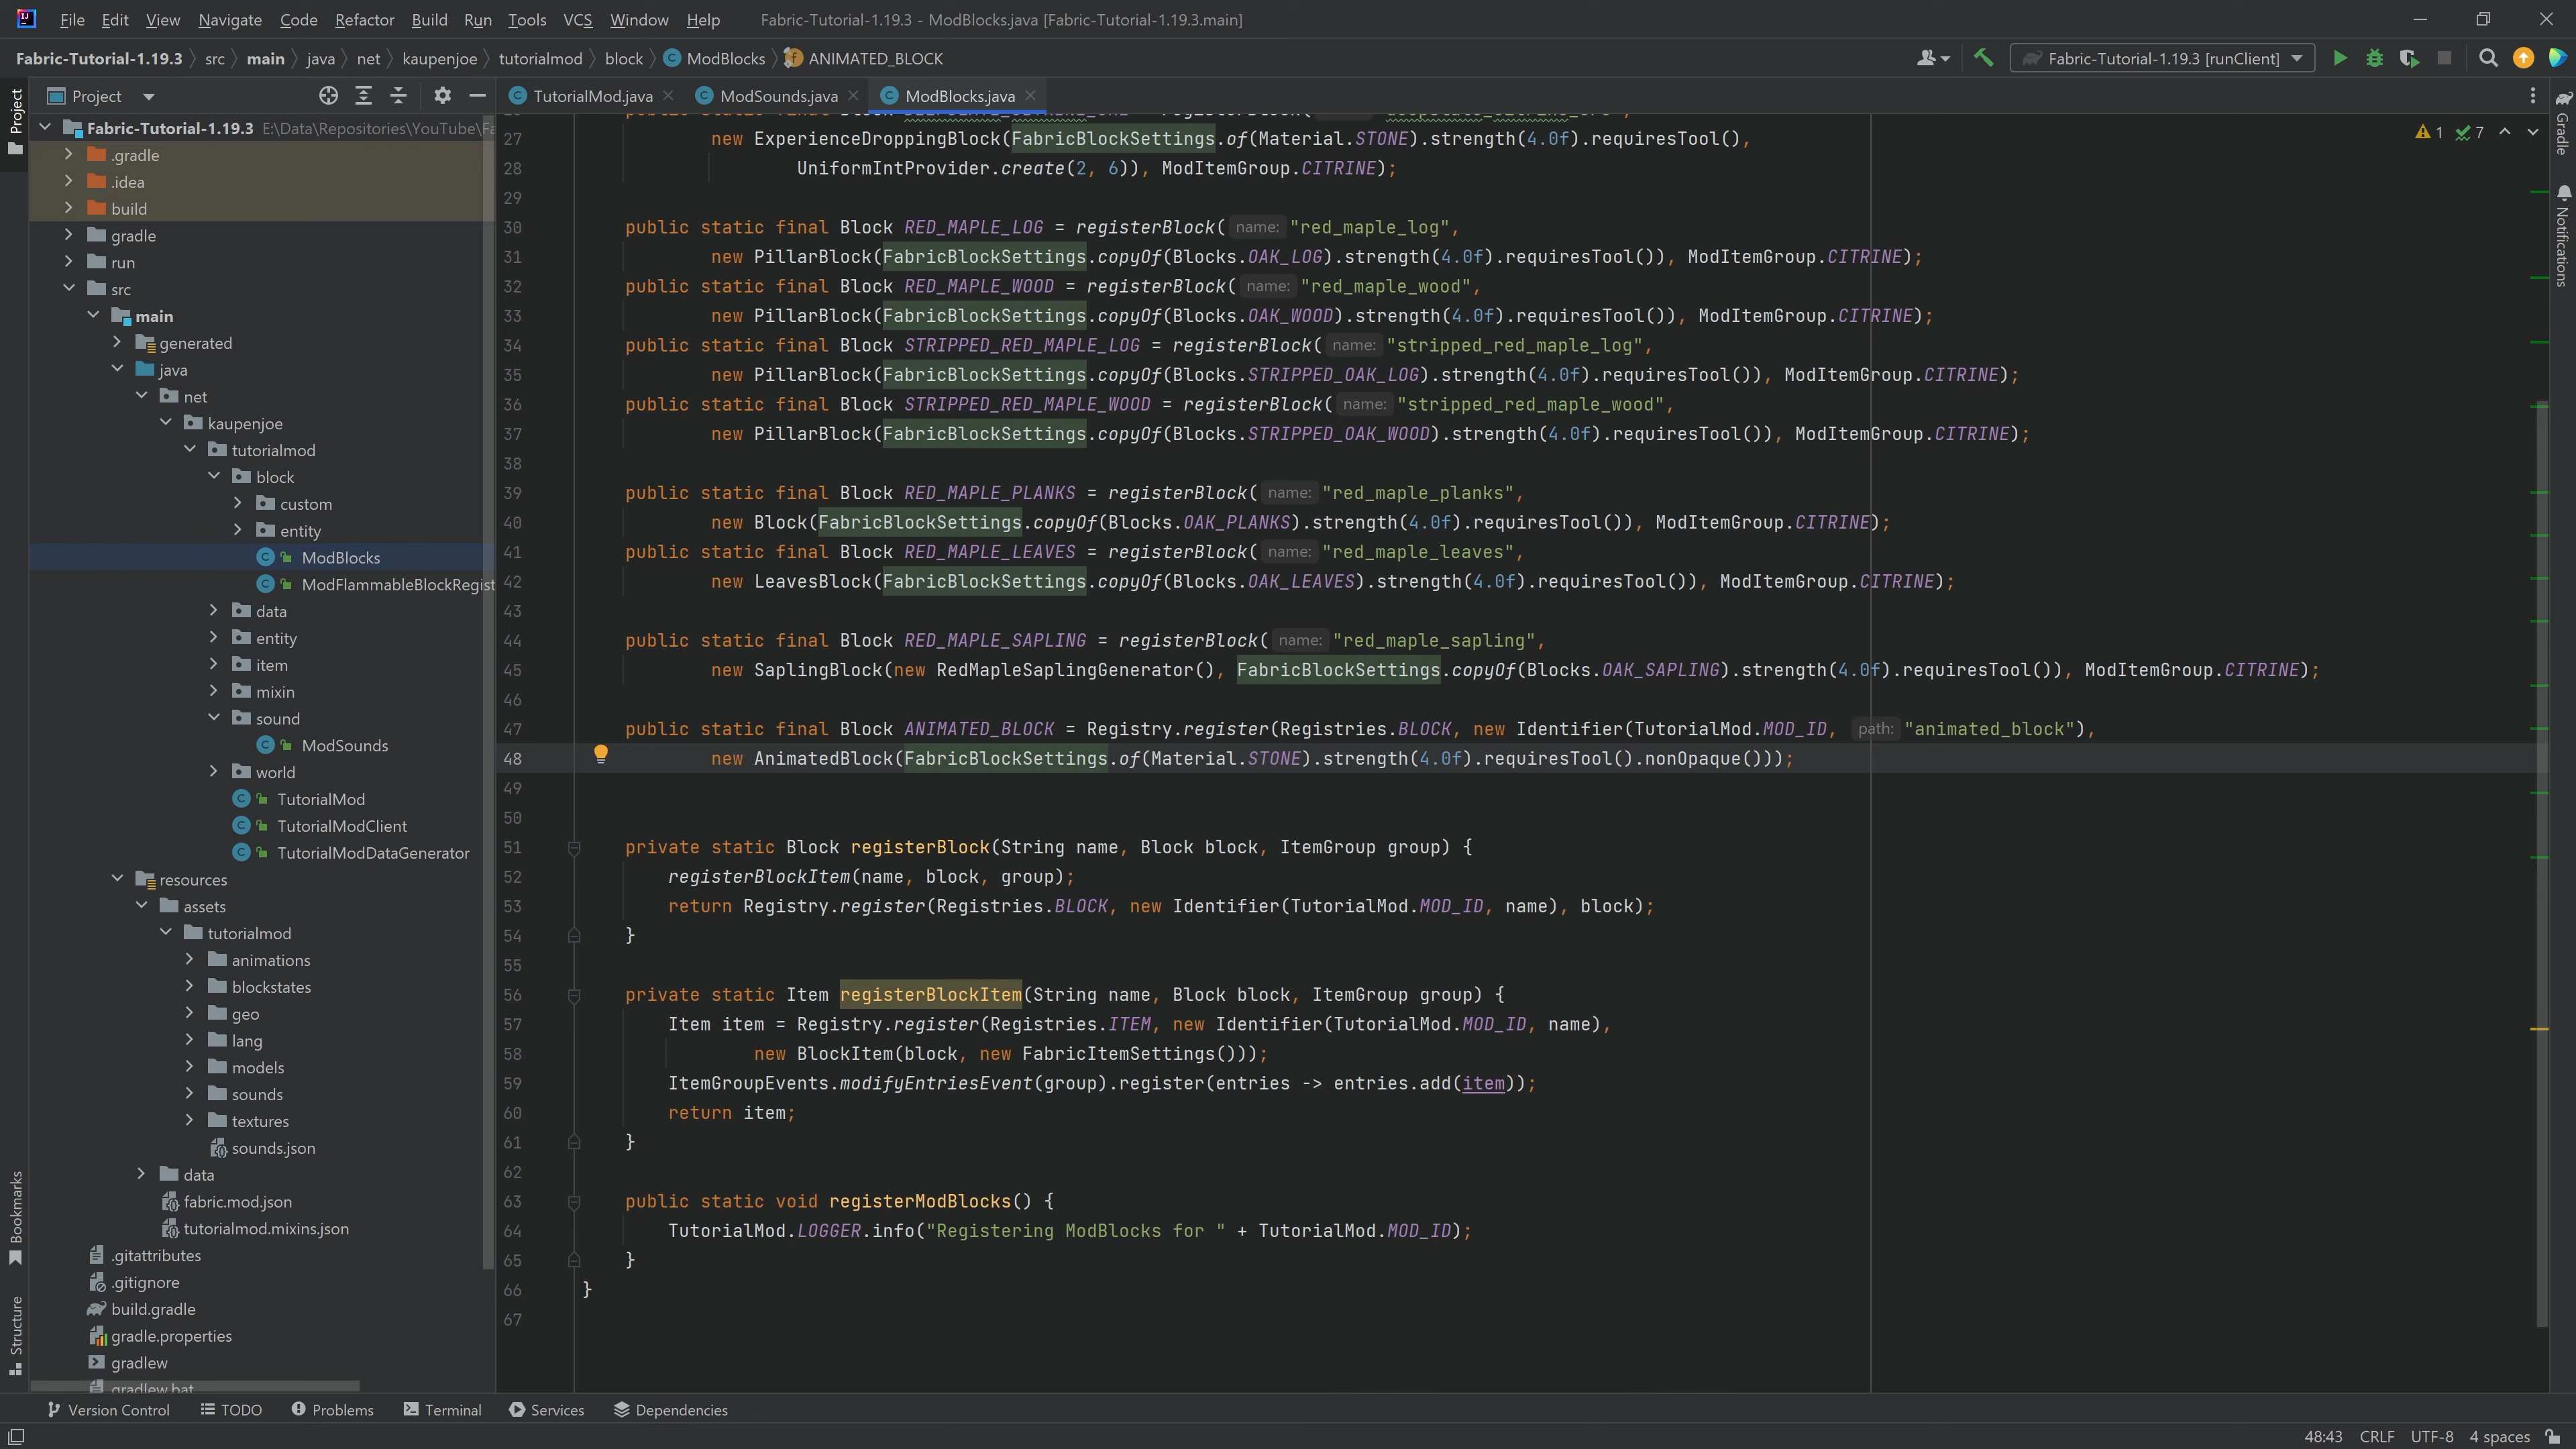 File Edit View Navigate Code Refactor Build Run Tools VCS Window Help Fabric-Tutorial-1.19.3 - ModBlocks.java [Fabric-Tutorial-1.19.3.main]
Fabric-Tutorial-1.19.3 src main java net kaupenjoe tutorialmod block ModBlocks ANIMATED_BLOCK Fabric-Tutorial-1.19.3 [runClient]
Project
TutorialMod.java ModSounds.java ModBlocks.java
Project
Fabric-Tutorial-1.19.3 E:\Data\Repositories\YouTube\Fa
.gradle
.idea
build
gradle
run
src
main
generated
java
net
kaupenjoe
tutorialmod
block
custom
entity
ModBlocks
ModFlammableBlockRegist
data
entity
item
mixin
sound
ModSounds
world
TutorialMod
TutorialModClient
TutorialModDataGenerator
resources
assets
tutorialmod
animations
blockstates
geo
lang
models
sounds
textures
sounds.json
data
fabric.mod.json
tutorialmod.mixins.json
.gitattributes
.gitignore
build.gradle
gradle.properties
gradlew
gradlew.bat
Bookmarks
Structure
27 new ExperienceDroppingBlock(FabricBlockSettings.of(Material.STONE).strength(4.0f).requiresTool(),
28 UniformIntProvider.create(2, 6)), ModItemGroup.CITRINE);
29
30 public static final Block RED_MAPLE_LOG = registerBlock( name: "red_maple_log",
31 new PillarBlock(FabricBlockSettings.copyOf(Blocks.OAK_LOG).strength(4.0f).requiresTool()), ModItemGroup.CITRINE);
32 public static final Block RED_MAPLE_WOOD = registerBlock( name: "red_maple_wood",
33 new PillarBlock(FabricBlockSettings.copyOf(Blocks.OAK_WOOD).strength(4.0f).requiresTool()), ModItemGroup.CITRINE);
34 public static final Block STRIPPED_RED_MAPLE_LOG = registerBlock( name: "stripped_red_maple_log",
35 new PillarBlock(FabricBlockSettings.copyOf(Blocks.STRIPPED_OAK_LOG).strength(4.0f).requiresTool()), ModItemGroup.CITRINE);
36 public static final Block STRIPPED_RED_MAPLE_WOOD = registerBlock( name: "stripped_red_maple_wood",
37 new PillarBlock(FabricBlockSettings.copyOf(Blocks.STRIPPED_OAK_WOOD).strength(4.0f).requiresTool()), ModItemGroup.CITRINE);
38
39 public static final Block RED_MAPLE_PLANKS = registerBlock( name: "red_maple_planks",
40 new Block(FabricBlockSettings.copyOf(Blocks.OAK_PLANKS).strength(4.0f).requiresTool()), ModItemGroup.CITRINE);
41 public static final Block RED_MAPLE_LEAVES = registerBlock( name: "red_maple_leaves",
42 new LeavesBlock(FabricBlockSettings.copyOf(Blocks.OAK_LEAVES).strength(4.0f).requiresTool()), ModItemGroup.CITRINE);
43
44 public static final Block RED_MAPLE_SAPLING = registerBlock( name: "red_maple_sapling",
45 new SaplingBlock(new RedMapleSaplingGenerator(), FabricBlockSettings.copyOf(Blocks.OAK_SAPLING).strength(4.0f).requiresTool()), ModItemGroup.CITRINE);
46
47 public static final Block ANIMATED_BLOCK = Registry.register(Registries.BLOCK, new Identifier(TutorialMod.MOD_ID, path: "animated_block"),
48 new AnimatedBlock(FabricBlockSettings.of(Material.STONE).strength(4.0f).requiresTool().nonOpaque()));
49
50
51 private static Block registerBlock(String name, Block block, ItemGroup group) {
52 registerBlockItem(name, block, group);
53 return Registry.register(Registries.BLOCK, new Identifier(TutorialMod.MOD_ID, name), block);
54 }
55
56 private static Item registerBlockItem(String name, Block block, ItemGroup group) {
57 Item item = Registry.register(Registries.ITEM, new Identifier(TutorialMod.MOD_ID, name),
58 new BlockItem(block, new FabricItemSettings()));
59 ItemGroupEvents.modifyEntriesEvent(group).register(entries -> entries.add(item));
60 return item;
61 }
62
63 public static void registerModBlocks() {
64 TutorialMod.LOGGER.info("Registering ModBlocks for " + TutorialMod.MOD_ID);
65 }
66 }
67
1 7
Gradle
Notifications
Version Control TODO Problems Terminal Services Dependencies
48:43 CRLF UTF-8 4 spaces